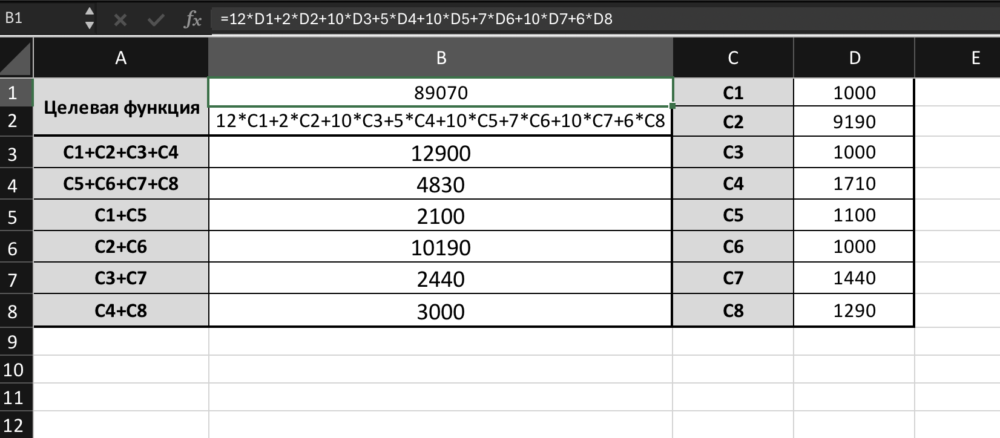 B1 fx =12*D1+2*D2+10*D3+5*D4+10*D5+7*D6+10*D7+6*D8
A B C D E
1 Целевая функция 89070 C1 1000
2 12*C1+2*C2+10*C3+5*C4+10*C5+7*C6+10*C7+6*C8 C2 9190
3 C1+C2+C3+C4 12900 C3 1000
4 C5+C6+C7+C8 4830 C4 1710
5 C1+C5 2100 C5 1100
6 C2+C6 10190 C6 1000
7 C3+C7 2440 C7 1440
8 C4+C8 3000 C8 1290
9
10
11
12